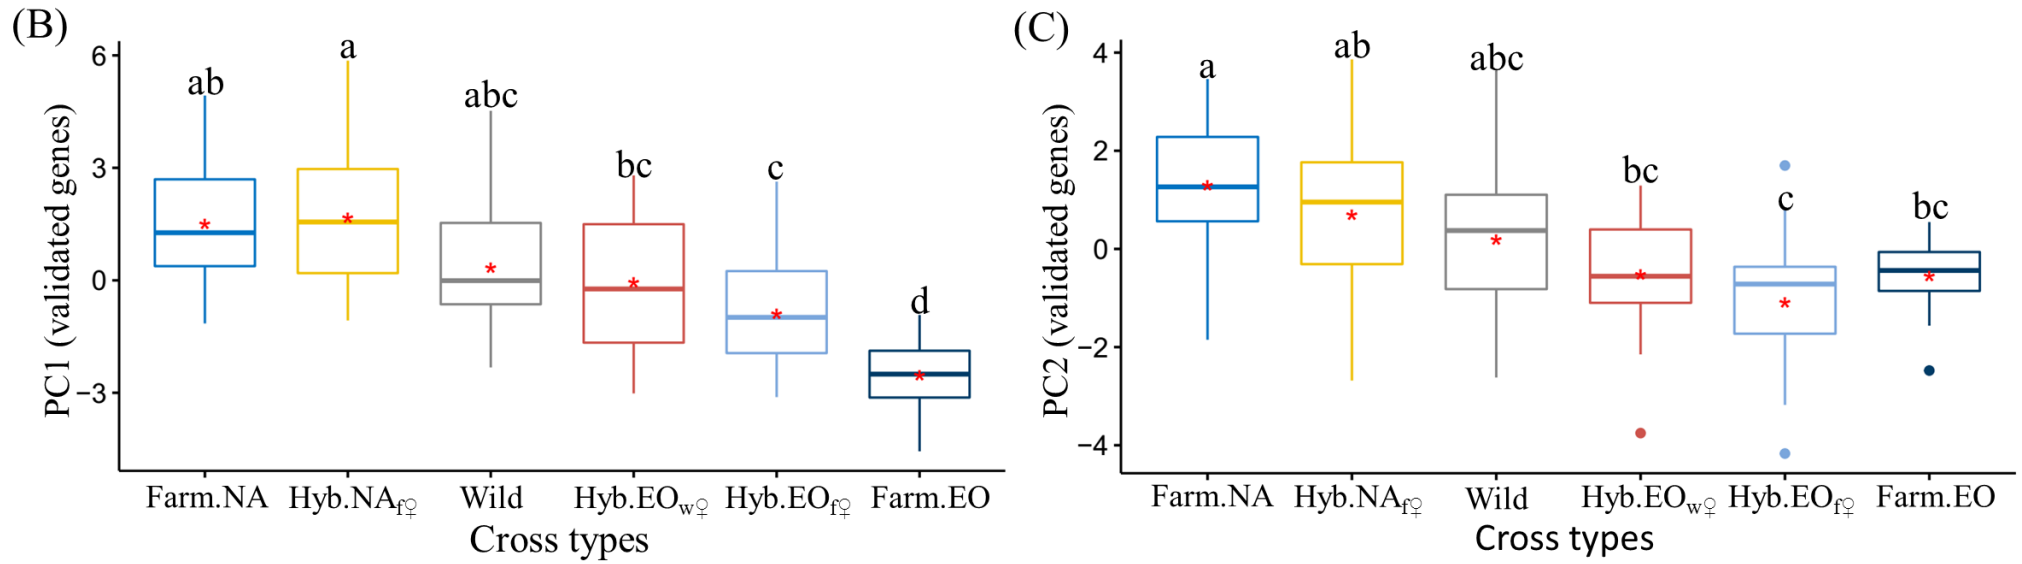 (B)
PC1 (validated genes)
6
3
0
−3
ab
a
abc
bc
c
d
Farm.NA
Hyb.NAf♀
Wild
Hyb.EOw♀
Hyb.EOf♀
Farm.EO
Cross types
(C)
PC2 (validated genes)
4
2
0
−2
−4
a
ab
abc
bc
c
bc
Farm.NA
Hyb.NAf♀
Wild
Hyb.EOw♀
Hyb.EOf♀
Farm.EO
Cross types